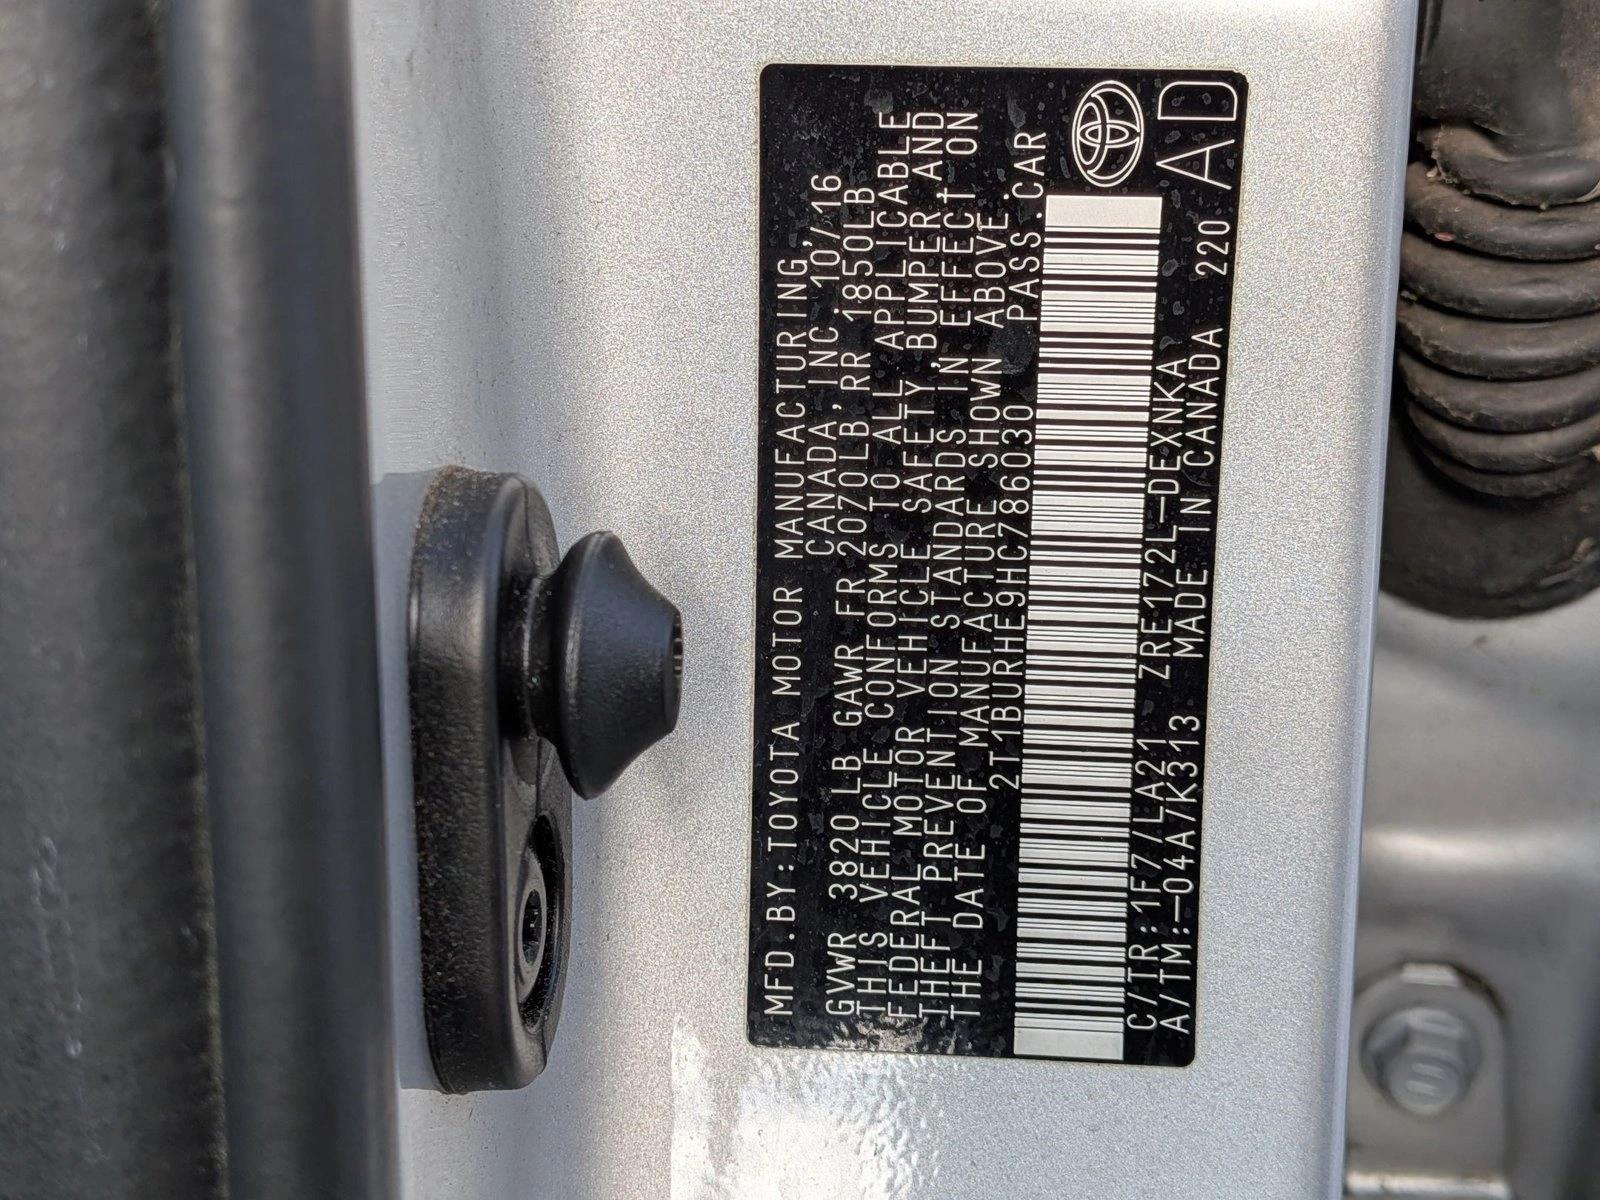 MFD.BY:TOYOTA MOTOR MANUFACTURING,
CANADA, INC. 10/16
GVWR 3820 LB GAWR FR 2070LB,RR 1850LB
THIS VEHICLE CONFORMS TO ALL APPLICABLE
FEDERAL MOTOR VEHICLE SAFETY, BUMPER, AND
THEFT PREVENTION STANDARDS IN EFFECT ON
THE DATE OF MANUFACTURE SHOWN ABOVE.
2T1BURHE9HC786030 PASS.CAR
C/TR:1F7/LA21 ZRE172L-DEXNKA
A/TM:-04A/K313 MADE IN CANADA 220 AD